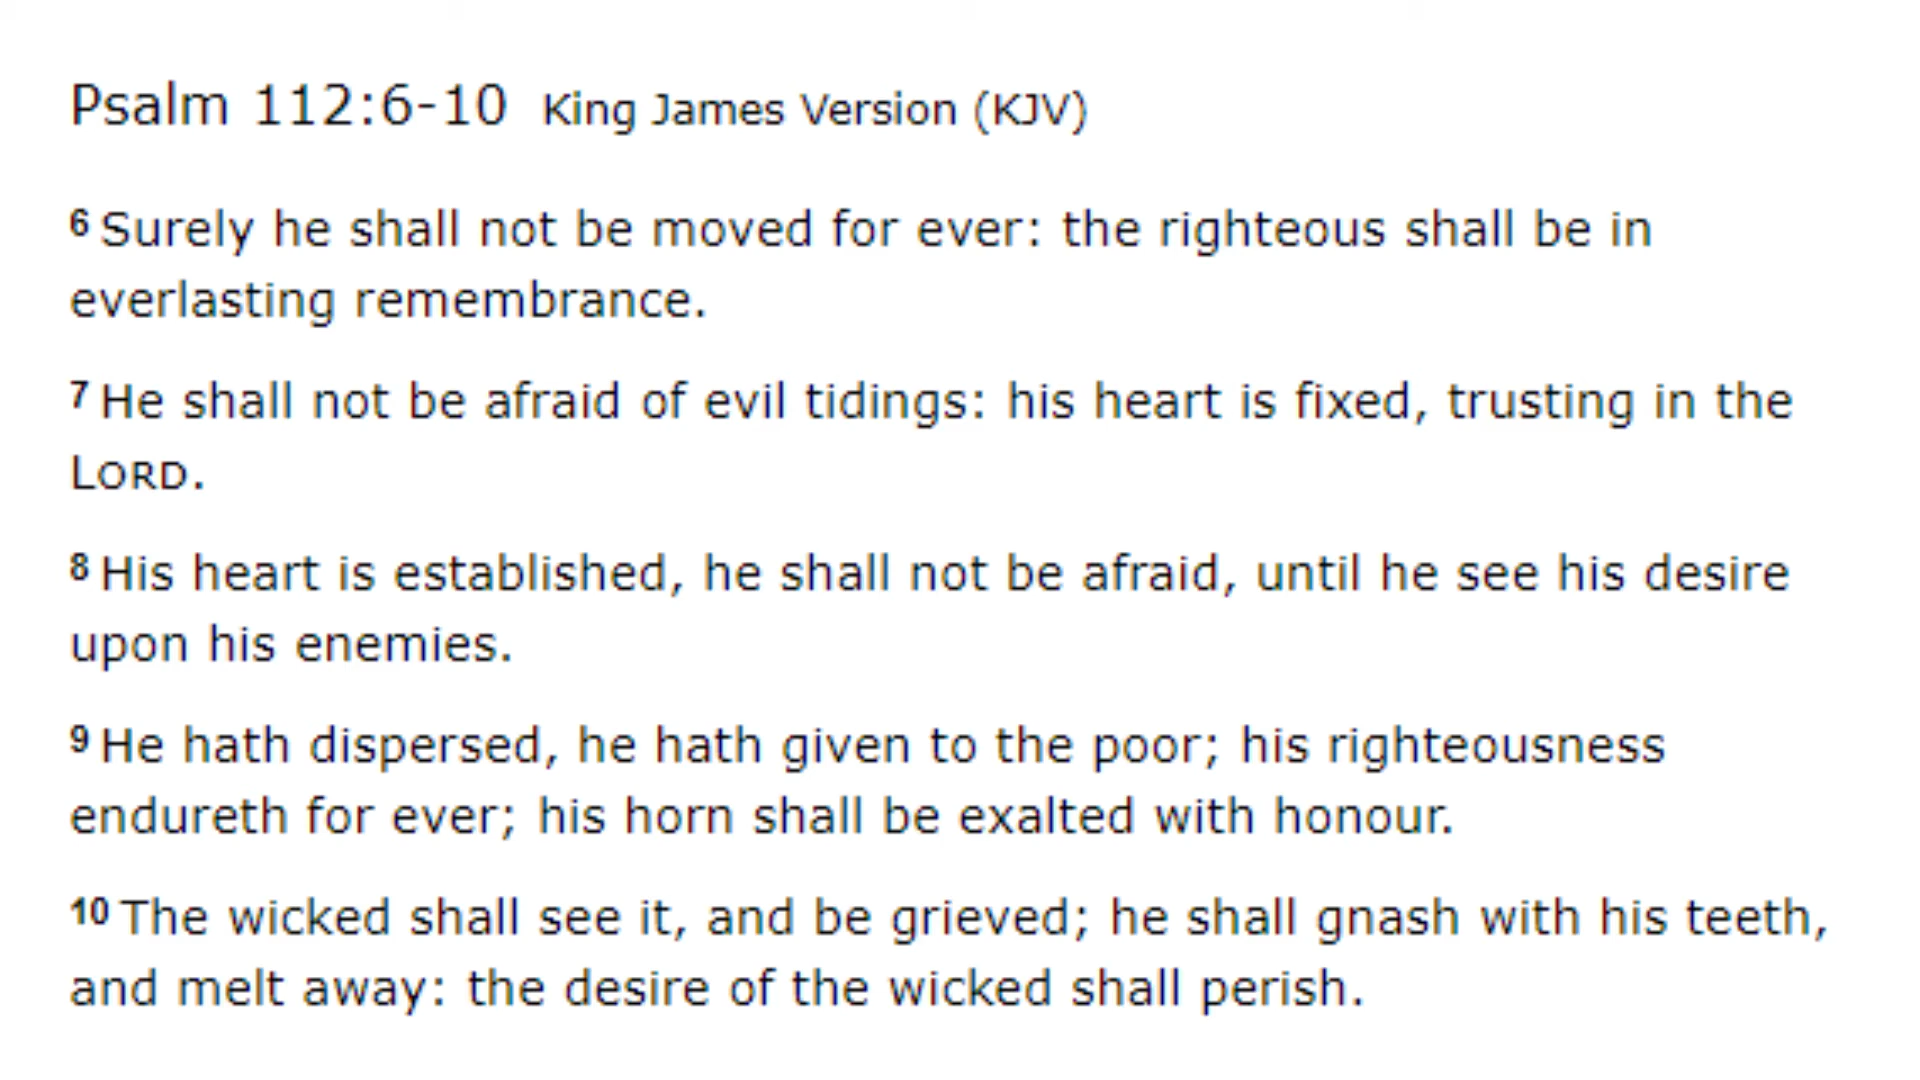 Psalm 112:6-10 King James Version (KJV)
6 Surely he shall not be moved for ever: the righteous shall be in
everlasting remembrance.
7 He shall not be afraid of evil tidings: his heart is fixed, trusting in the
LORD.
8 His heart is established, he shall not be afraid, until he see his desire
upon his enemies.
9 He hath dispersed, he hath given to the poor; his righteousness
endureth for ever; his horn shall be exalted with honour.
10 The wicked shall see it, and be grieved; he shall gnash with his teeth,
and melt away: the desire of the wicked shall perish.